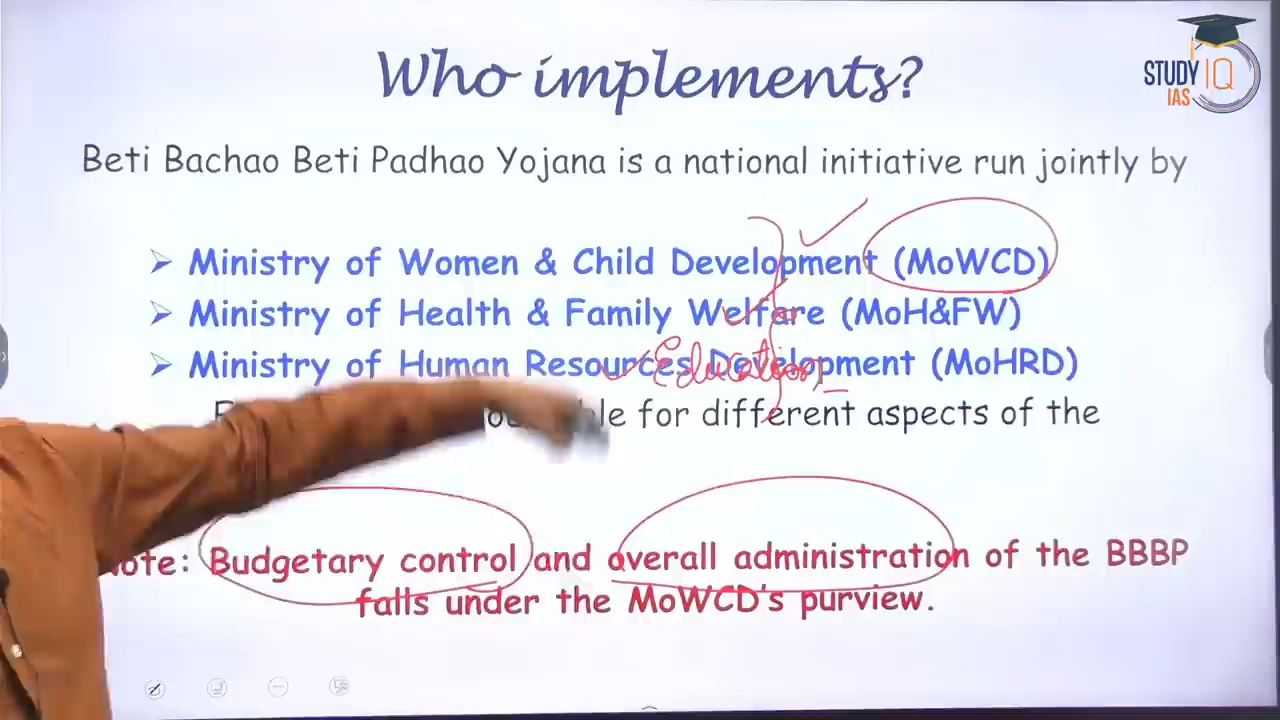 Who implements?
STUDY IQ
IAS
Beti Bachao Beti Padhao Yojana is a national initiative run jointly by
Ministry of Women & Child Development (MoWCD)
Ministry of Health & Family Welfare (MoH&FW)
Ministry of Human Resources Development (MoHRD)
Education
for different aspects of the
Note: Budgetary control and overall administration of the BBBP
falls under the MoWCD's purview.